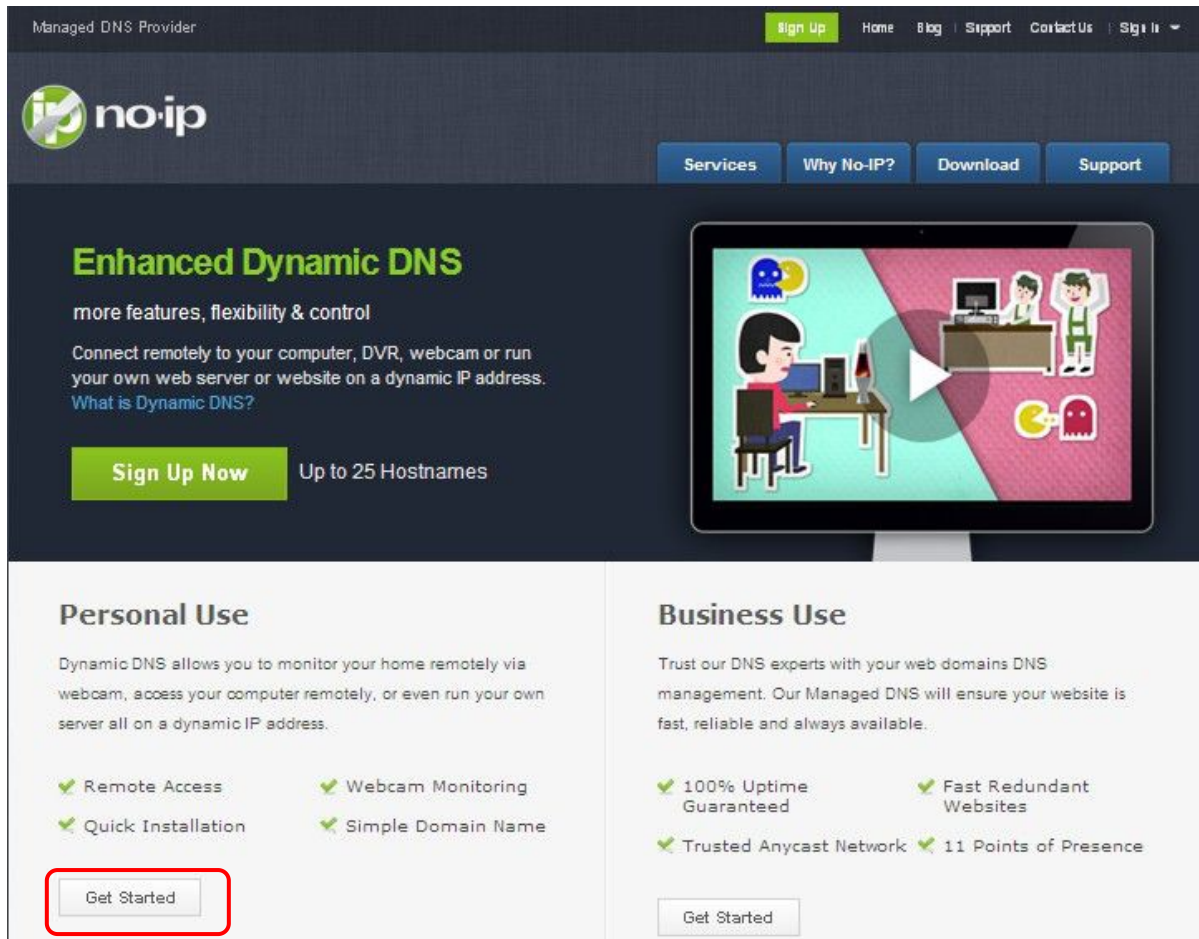 Managed DNS Provider
Sign Up Home Blog Support Contact Us Sign In
ip no·ip
Services Why No-IP? Download Support
Enhanced Dynamic DNS
more features, flexibility & control
Connect remotely to your computer, DVR, webcam or run
your own web server or website on a dynamic IP address.
What is Dynamic DNS?
Sign Up Now Up to 25 Hostnames
Personal Use
Dynamic DNS allows you to monitor your home remotely via
webcam, access your computer remotely, or even run your own
server all on a dynamic IP address.
Remote Access Webcam Monitoring
Quick Installation Simple Domain Name
Get Started
Business Use
Trust our DNS experts with your web domains DNS
management. Our Managed DNS will ensure your website is
fast, reliable and always available.
100% Uptime
Guaranteed
Fast Redundant
Websites
Trusted Anycast Network 11 Points of Presence
Get Started